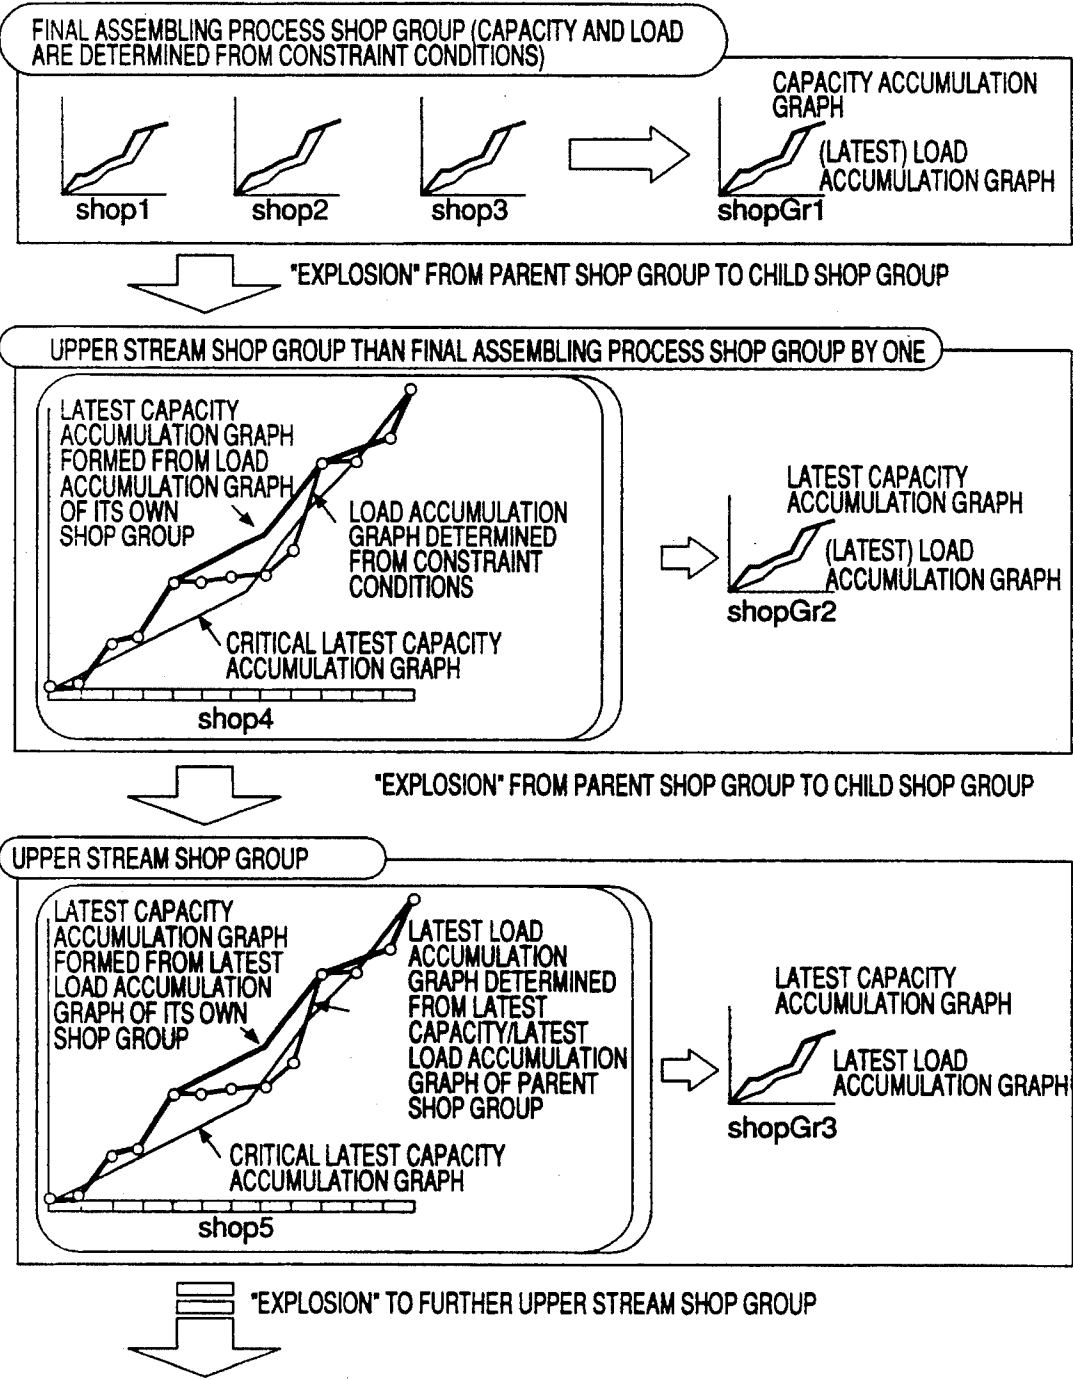 FINAL ASSEMBLING PROCESS SHOP GROUP (CAPACITY AND LOAD
ARE DETERMINED FROM CONSTRAINT CONDITIONS)
CAPACITY ACCUMULATION
GRAPH
(LATEST) LOAD
ACCUMULATION GRAPH
shop1
shop2
shop3
shopGr1
"EXPLOSION" FROM PARENT SHOP GROUP TO CHILD SHOP GROUP
UPPER STREAM SHOP GROUP THAN FINAL ASSEMBLING PROCESS SHOP GROUP BY ONE
LATEST CAPACITY
ACCUMULATION GRAPH
FORMED FROM LOAD
ACCUMULATION GRAPH
OF ITS OWN
SHOP GROUP
LOAD ACCUMULATION
GRAPH DETERMINED
FROM CONSTRAINT
CONDITIONS
CRITICAL LATEST CAPACITY
ACCUMULATION GRAPH
shop4
LATEST CAPACITY
ACCUMULATION GRAPH
(LATEST) LOAD
ACCUMULATION GRAPH
shopGr2
"EXPLOSION" FROM PARENT SHOP GROUP TO CHILD SHOP GROUP
UPPER STREAM SHOP GROUP
LATEST CAPACITY
ACCUMULATION GRAPH
FORMED FROM LATEST
LOAD ACCUMULATION
GRAPH OF ITS OWN
SHOP GROUP
LATEST LOAD
ACCUMULATION
GRAPH DETERMINED
FROM LATEST
CAPACITY/LATEST
LOAD ACCUMULATION
GRAPH OF PARENT
SHOP GROUP
CRITICAL LATEST CAPACITY
ACCUMULATION GRAPH
shop5
LATEST CAPACITY
ACCUMULATION GRAPH
LATEST LOAD
ACCUMULATION GRAPH
shopGr3
"EXPLOSION" TO FURTHER UPPER STREAM SHOP GROUP